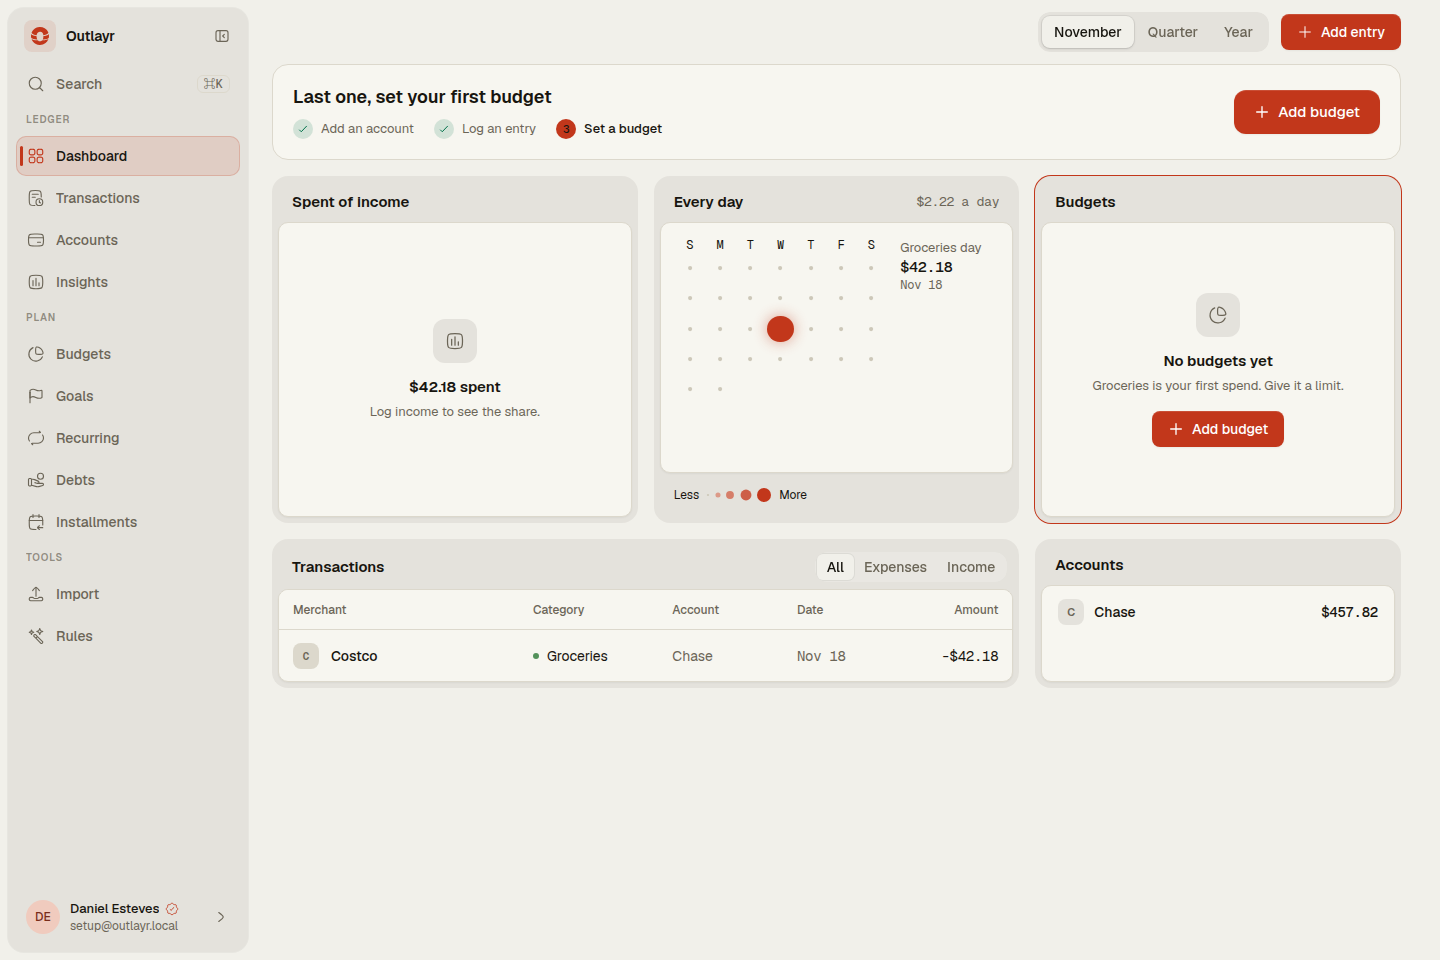 Outlayr
Search ⌘K
LEDGER
Dashboard
Transactions
Accounts
Insights
PLAN
Budgets
Goals
Recurring
Debts
Installments
TOOLS
Import
Rules
DE
Daniel Esteves
setup@outlayr.local
November Quarter Year
Add entry
Last one, set your first budget
Add an account Log an entry 3 Set a budget
Add budget
Spent of income
$42.18 spent
Log income to see the share.
Every day $2.22 a day
S M T W T F S
Groceries day
$42.18
Nov 18
Less More
Budgets
No budgets yet
Groceries is your first spend. Give it a limit.
Add budget
Transactions All Expenses Income
Merchant Category Account Date Amount
C Costco Groceries Chase Nov 18 -$42.18
Accounts
C Chase $457.82